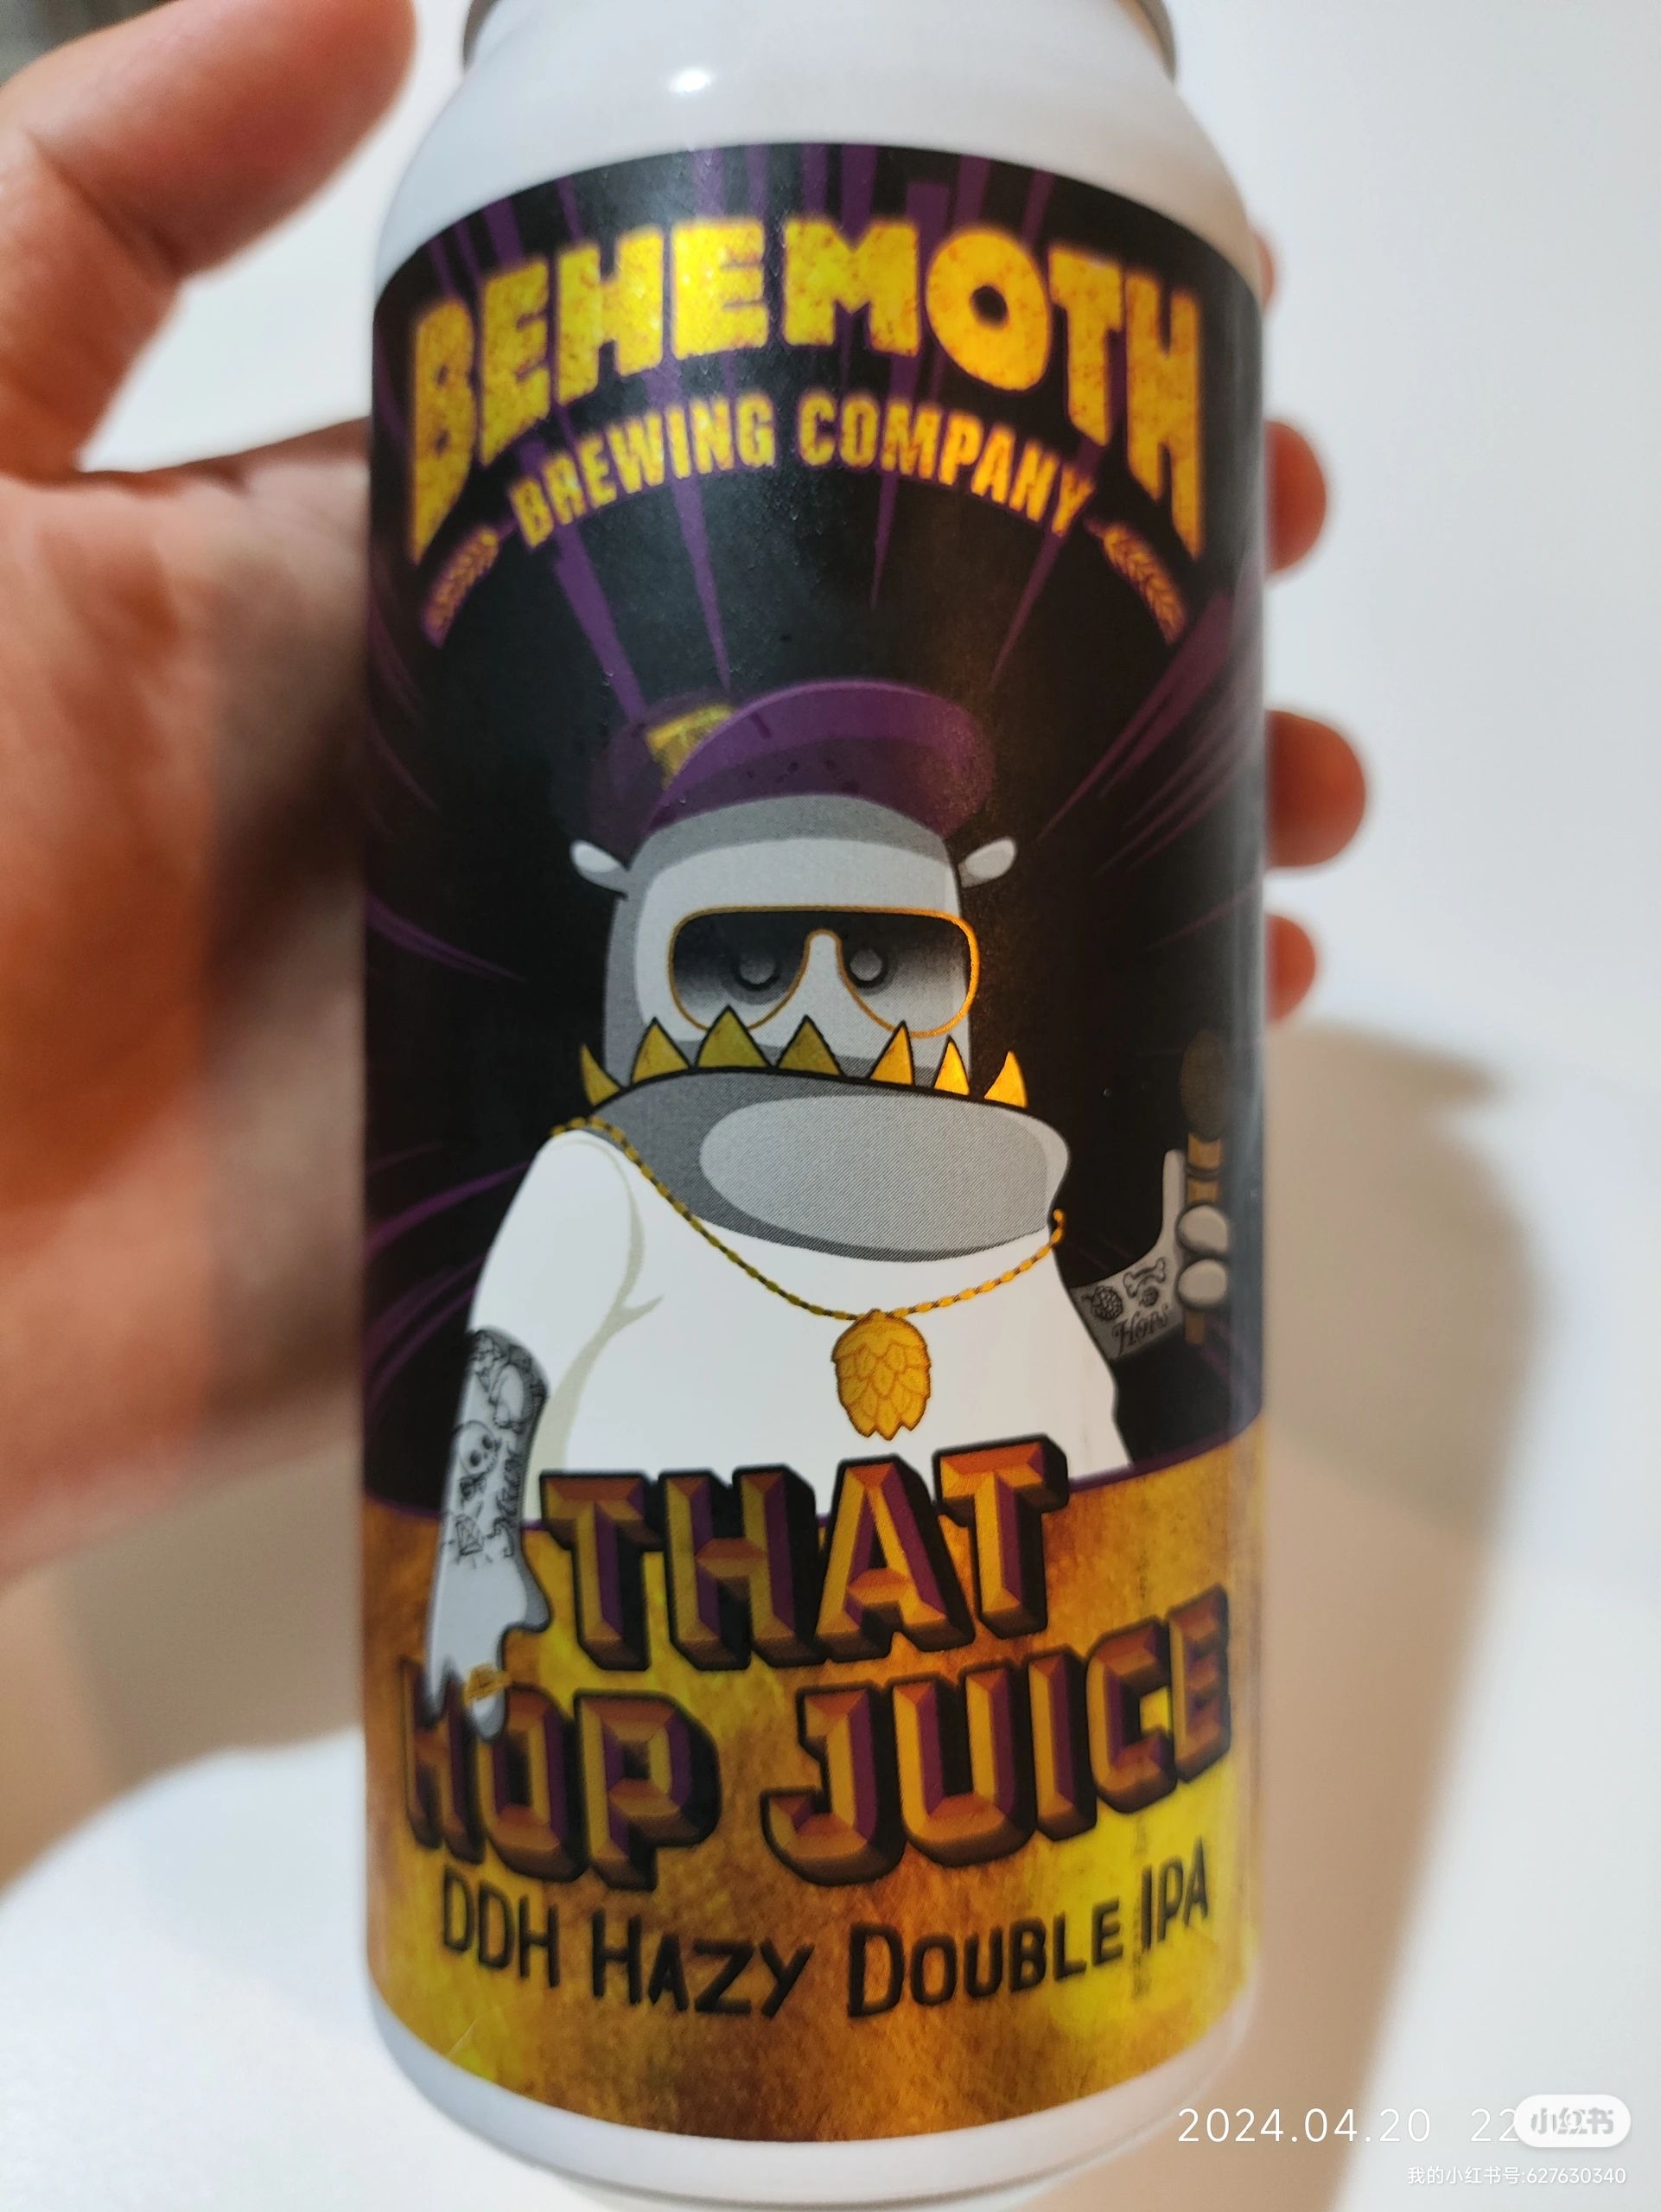 BEHEMOTH
BREWING COMPANY
HOPS
THAT
HOP JUICE
DDH HAZY DOUBLE IPA
2024.04.20 22
小红书
我的小红书号:627630340